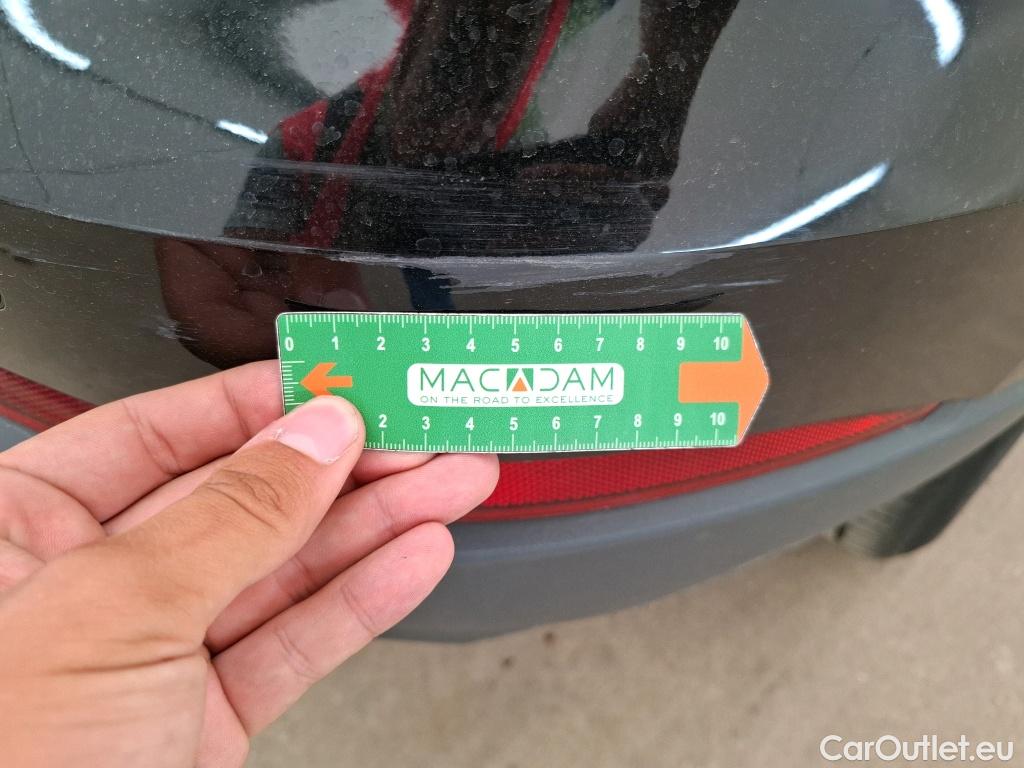 0 1 2 3 4 5 6 7 8 9 10
MACADAM
ON THE ROAD TO EXCELLENCE
2 3 4 5 6 7 8 9 10
CarOutlet.eu